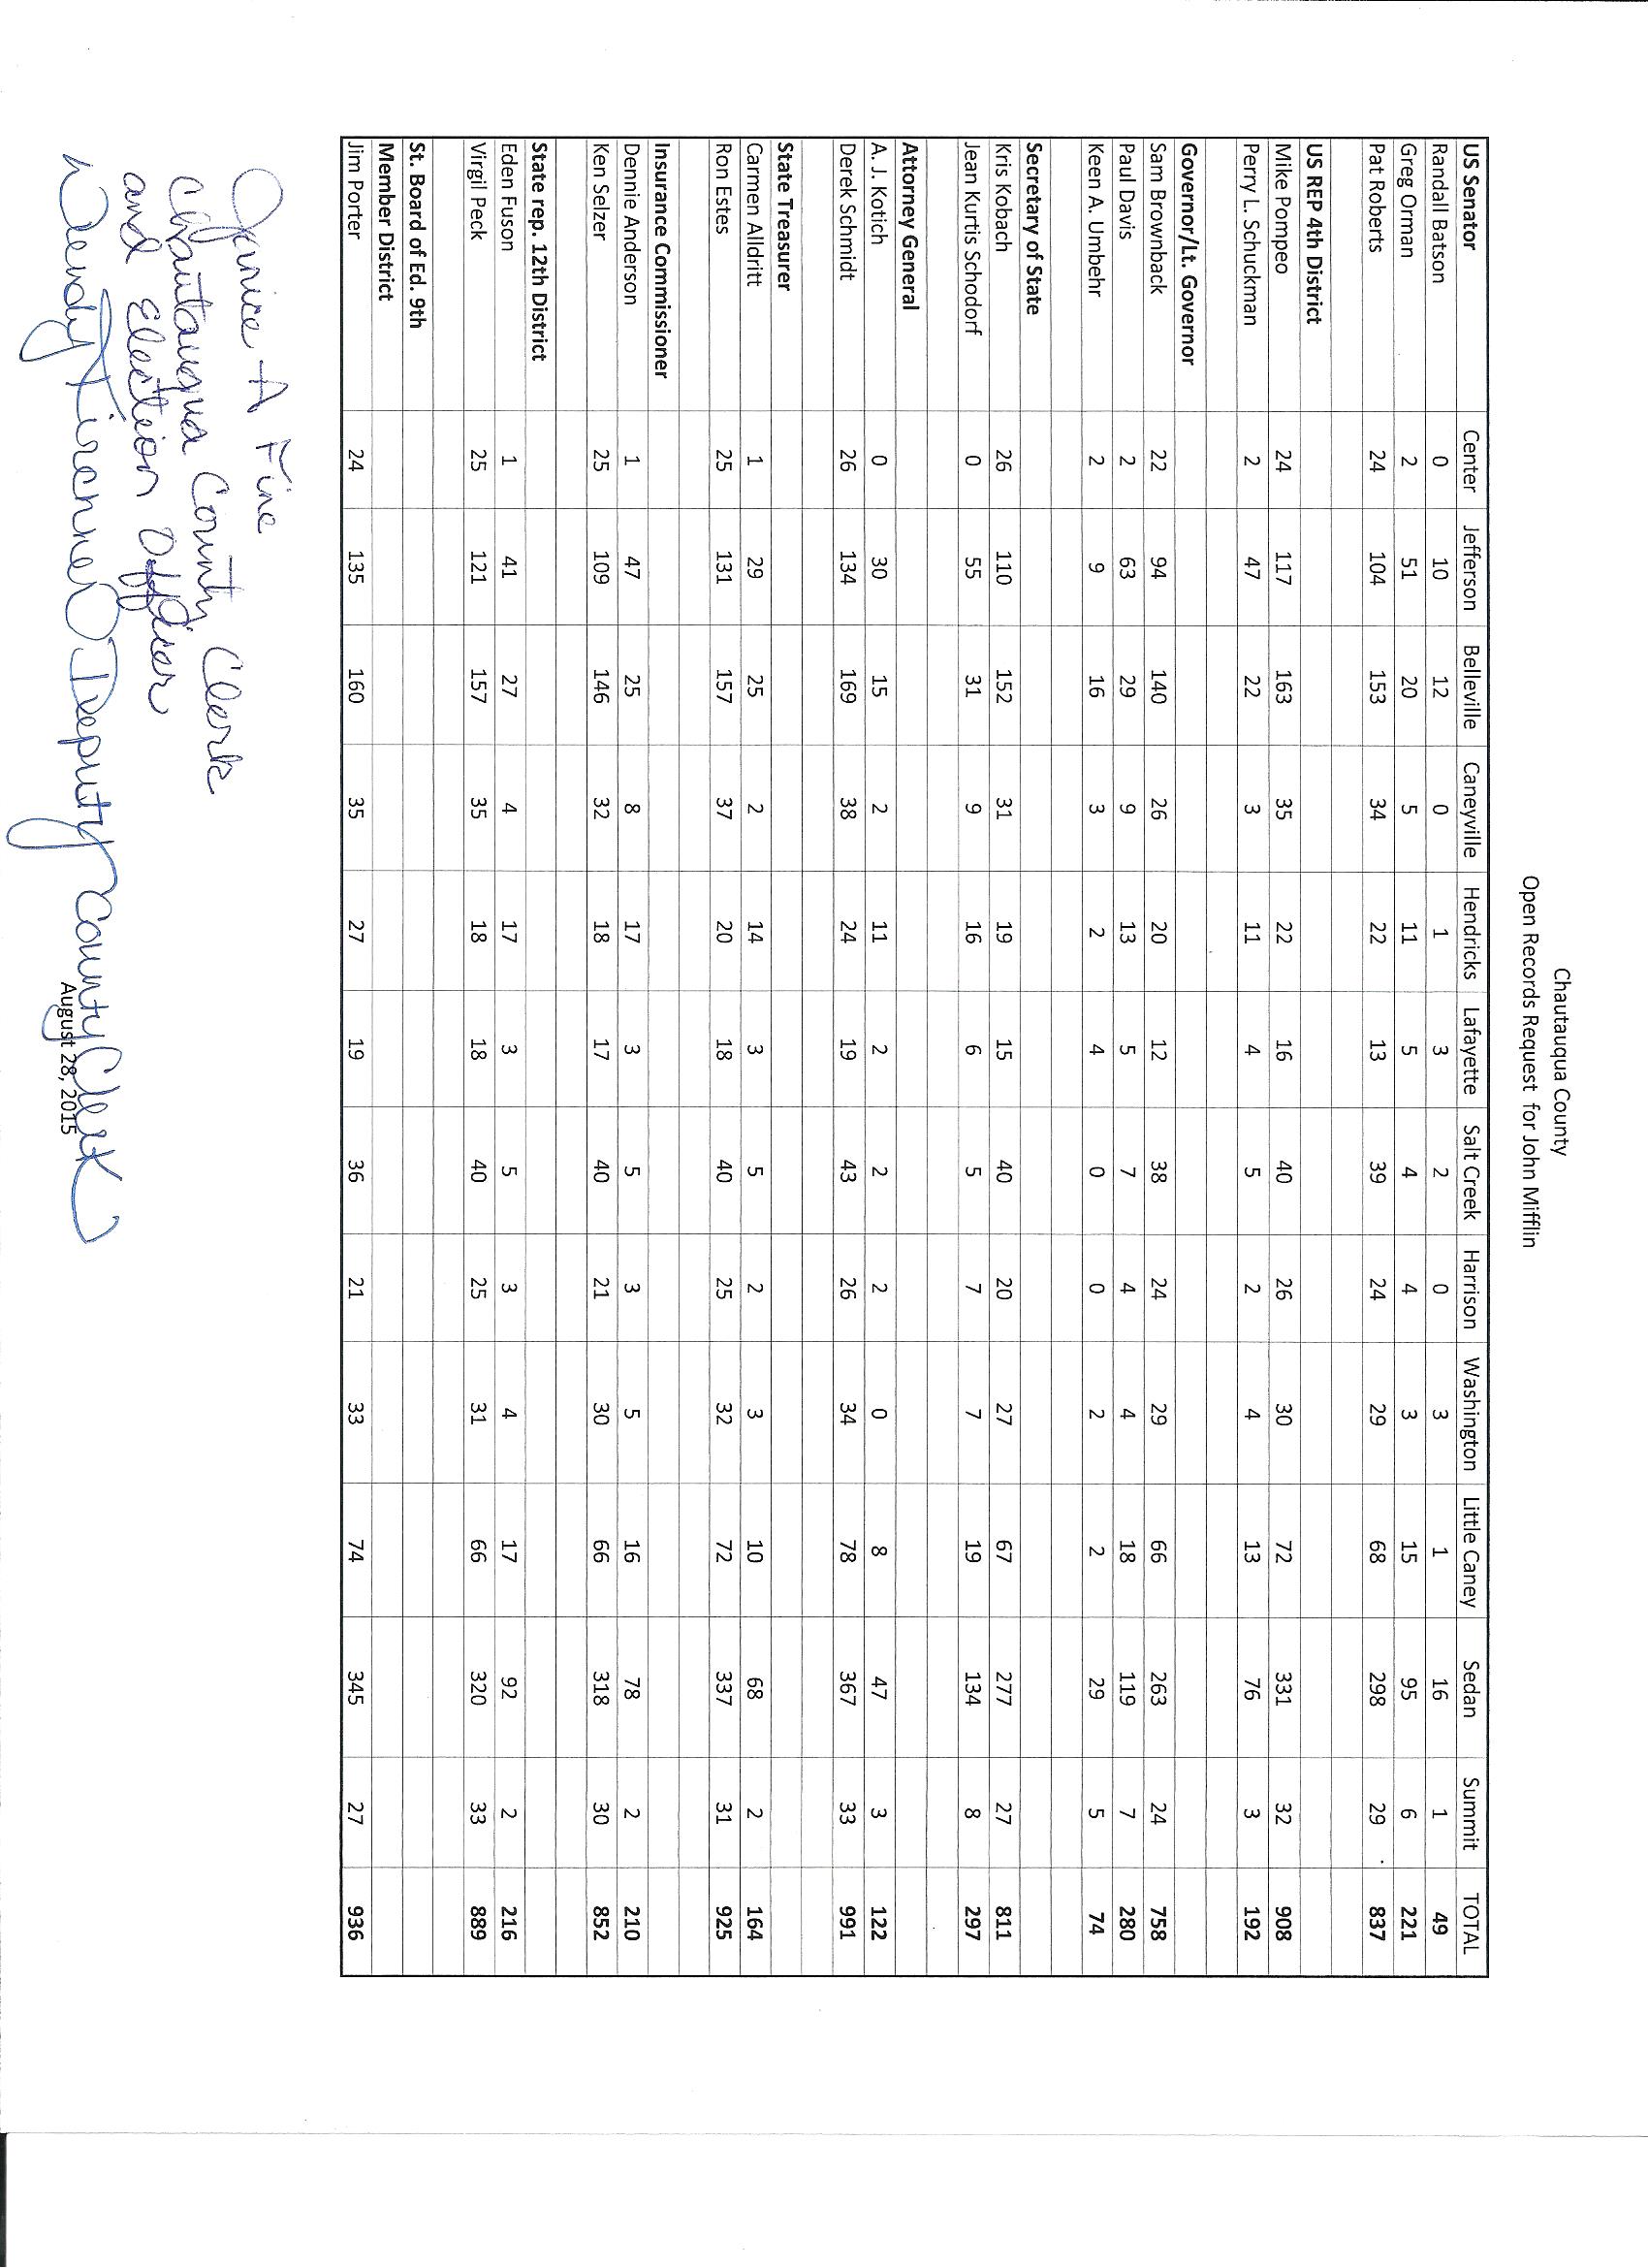 Chautauqua County
Open Records Request for John Mifflin
US Senator Center Jefferson Belleville Caneyville Hendricks Lafayette Salt Creek Harrison Washington Little Caney Sedan Summit TOTAL
Randall Batson 0 10 12 0 1 3 2 0 3 1 16 1 49
Greg Orman 2 51 20 5 11 5 4 4 3 15 95 6 221
Pat Roberts 24 104 153 34 22 13 39 24 29 68 298 29 837
US REP 4th District
Mike Pompeo 24 117 163 35 22 16 40 26 30 72 331 32 908
Perry L. Schuckman 2 47 22 3 11 4 5 2 4 13 76 3 192
Governor/Lt. Governor
Sam Brownback 22 94 140 26 20 12 38 24 29 66 263 24 758
Paul Davis 2 63 29 9 13 5 7 4 4 18 119 7 280
Keen A. Umbehr 2 9 16 3 2 4 0 0 2 2 29 5 74
Secretary of State
Kris Kobach 26 110 152 31 19 15 40 20 27 67 277 27 811
Jean Kurtis Schodorf 0 55 31 9 16 6 5 7 7 19 134 8 297
Attorney General
A. J. Kotich 0 30 15 2 11 2 2 2 0 8 47 3 122
Derek Schmidt 26 134 169 38 24 19 43 26 34 78 367 33 991
State Treasurer
Carmen Alldritt 1 29 25 2 14 3 5 2 3 10 68 2 164
Ron Estes 25 131 157 37 20 18 40 25 32 72 337 31 925
Insurance Commissioner
Dennie Anderson 1 47 25 8 17 3 5 3 5 16 78 2 210
Ken Selzer 25 109 146 32 18 17 40 21 30 66 318 30 852
State rep. 12th District
Eden Fuson 1 41 27 4 17 3 5 3 4 17 92 2 216
Virgil Peck 25 121 157 35 18 18 40 25 31 66 320 33 889
St. Board of Ed. 9th
Member District
Jim Porter 24 135 160 35 27 19 36 21 33 74 345 27 936
Janice A Fine
Chautauqua County Clerk
and Election Officer
Wendy Kirchner Deputy County Clerk
August 28, 2015